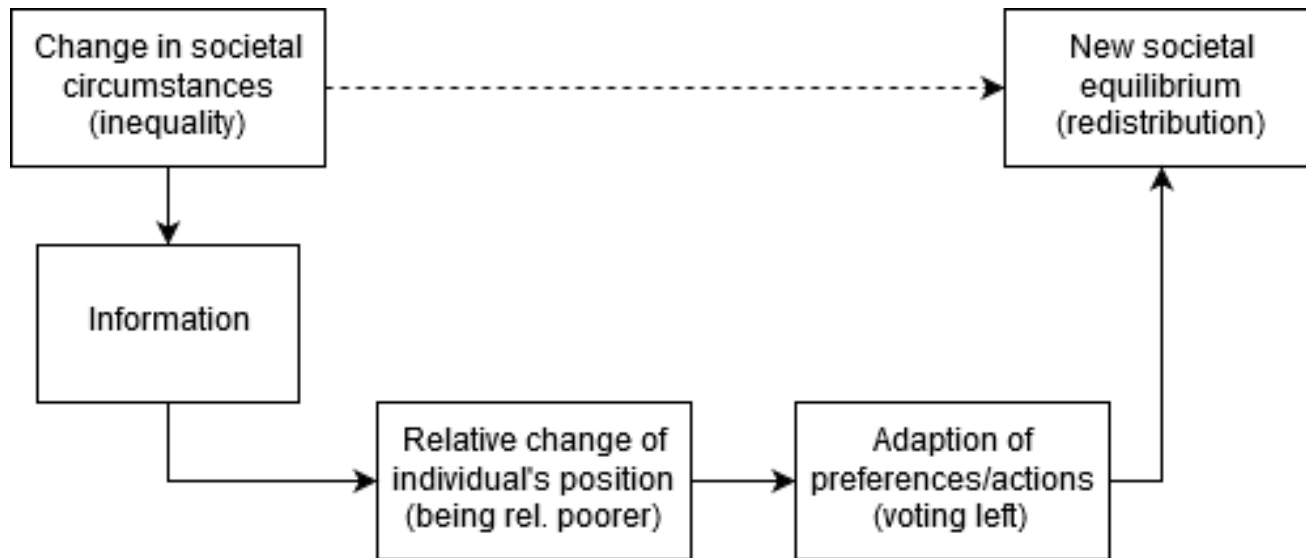 Change in societal
circumstances
(inequality)
New societal
equilibrium
(redistribution)
Information
Relative change of
individual's position
(being rel. poorer)
Adaption of
preferences/actions
(voting left)